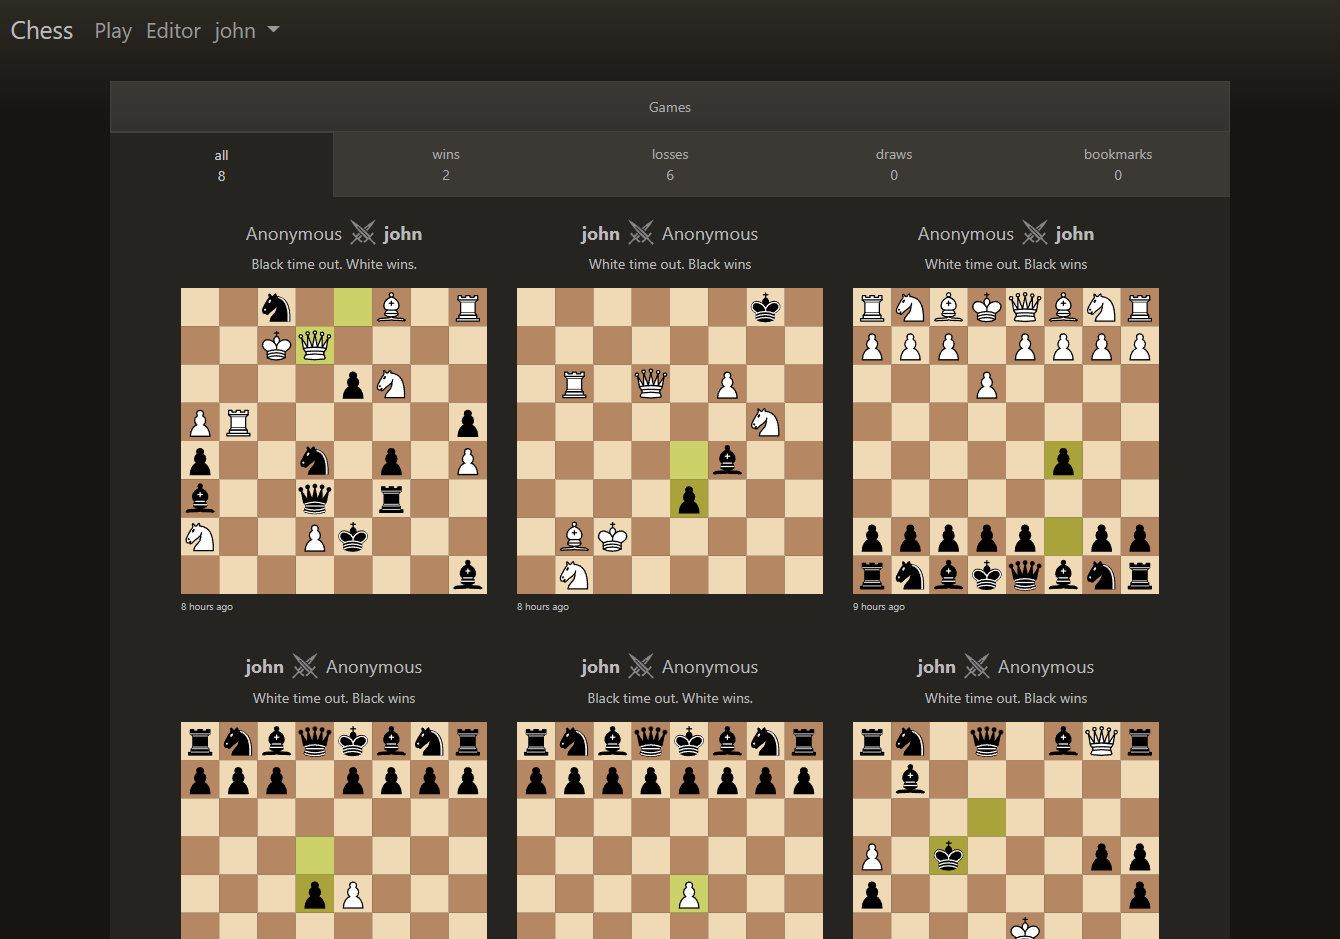 Chess Play Editor john
Games
all wins losses draws bookmarks
8 2 6 0 0
Anonymous john
Black time out. White wins.
8 hours ago
john Anonymous
White time out. Black wins
8 hours ago
Anonymous john
White time out. Black wins
9 hours ago
john Anonymous
White time out. Black wins
john Anonymous
Black time out. White wins.
john Anonymous
White time out. Black wins